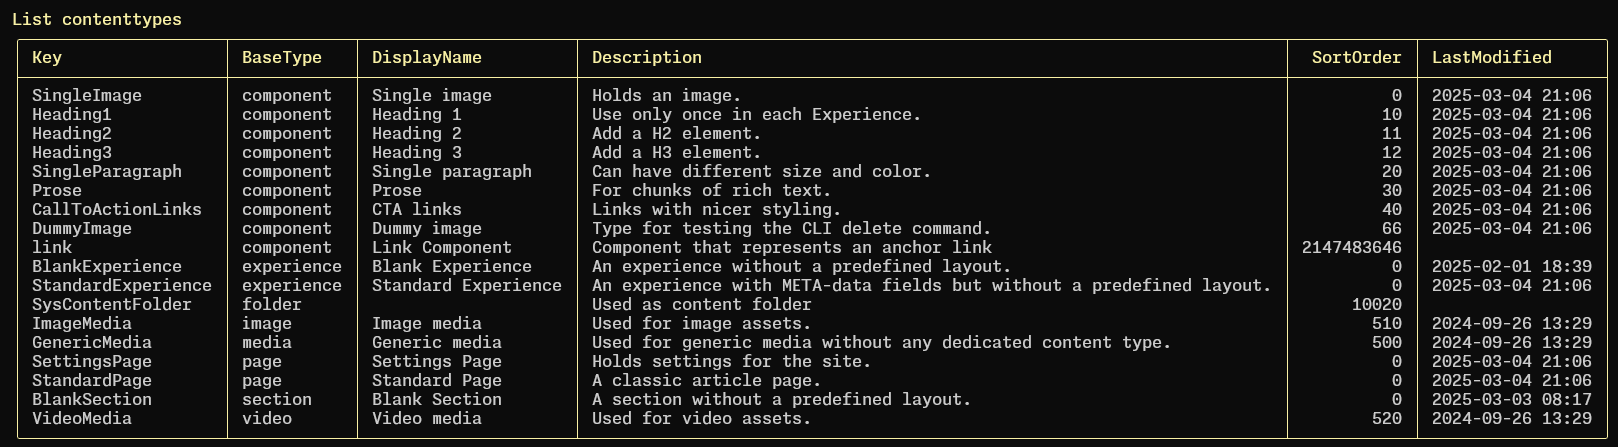 List contenttypes
Key BaseType DisplayName Description SortOrder LastModified
SingleImage component Single image Holds an image. 0 2025-03-04 21:06
Heading1 component Heading 1 Use only once in each Experience. 10 2025-03-04 21:06
Heading2 component Heading 2 Add a H2 element. 11 2025-03-04 21:06
Heading3 component Heading 3 Add a H3 element. 12 2025-03-04 21:06
SingleParagraph component Single paragraph Can have different size and color. 20 2025-03-04 21:06
Prose component Prose For chunks of rich text. 30 2025-03-04 21:06
CallToActionLinks component CTA links Links with nicer styling. 40 2025-03-04 21:06
DummyImage component Dummy image Type for testing the CLI delete command. 66 2025-03-04 21:06
link component Link Component Component that represents an anchor link 2147483646
BlankExperience experience Blank Experience An experience without a predefined layout. 0 2025-02-01 18:39
StandardExperience experience Standard Experience An experience with META-data fields but without a predefined layout. 0 2025-03-04 21:06
SysContentFolder folder Used as content folder 10020
ImageMedia image Image media Used for image assets. 510 2024-09-26 13:29
GenericMedia media Generic media Used for generic media without any dedicated content type. 500 2024-09-26 13:29
SettingsPage page Settings Page Holds settings for the site. 0 2025-03-04 21:06
StandardPage page Standard Page A classic article page. 0 2025-03-04 21:06
BlankSection section Blank Section A section without a predefined layout. 0 2025-03-03 08:17
VideoMedia video Video media Used for video assets. 520 2024-09-26 13:29